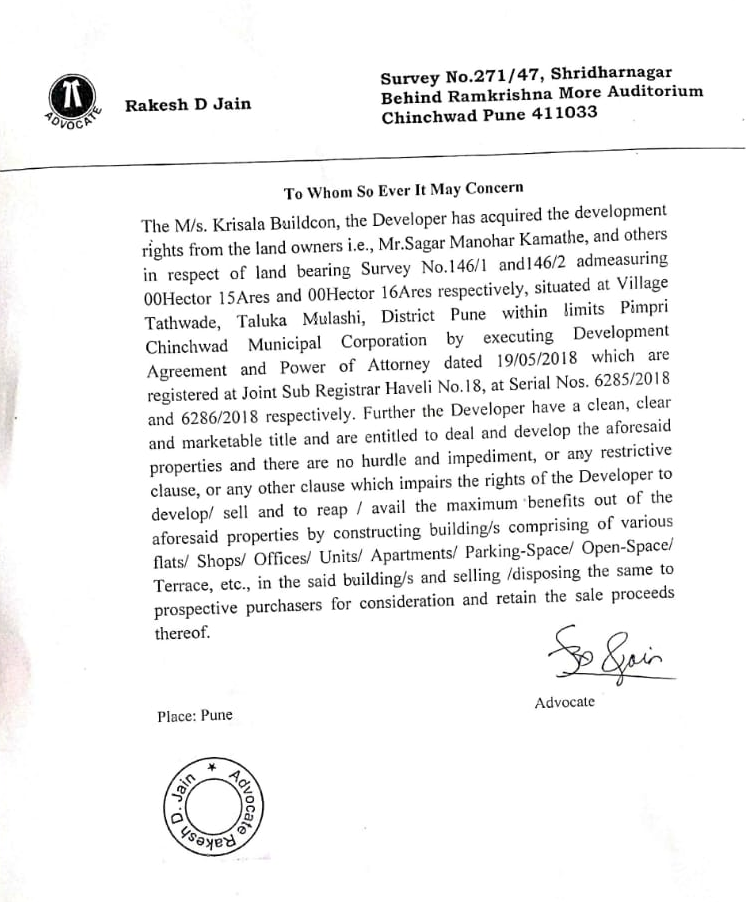 ADVOCATE
Rakesh D Jain
Survey No.271/47, Shridharnagar
Behind Ramkrishna More Auditorium
Chinchwad Pune 411033
To Whom So Ever It May Concern
The M/s. Krisala Buildcon, the Developer has acquired the development
rights from the land owners i.e., Mr.Sagar Manohar Kamathe, and others
in respect of land bearing Survey No.146/1 and146/2 admeasuring
00Hector 15Ares and 00Hector 16Ares respectively, situated at Village
Tathwade, Taluka Mulashi, District Pune within limits Pimpri
Chinchwad Municipal Corporation by executing Development
Agreement and Power of Attorney dated 19/05/2018 which are
registered at Joint Sub Registrar Haveli No.18, at Serial Nos. 6285/2018
and 6286/2018 respectively. Further the Developer have a clean, clear
and marketable title and are entitled to deal and develop the aforesaid
properties and there are no hurdle and impediment, or any restrictive
clause, or any other clause which impairs the rights of the Developer to
develop/ sell and to reap / avail the maximum benefits out of the
aforesaid properties by constructing building/s comprising of various
flats/ Shops/ Offices/ Units/ Apartments/ Parking-Space/ Open-Space/
Terrace, etc., in the said building/s and selling /disposing the same to
prospective purchasers for consideration and retain the sale proceeds
thereof.
Jain
Advocate
Place: Pune
Advocate Rakesh D. Jain